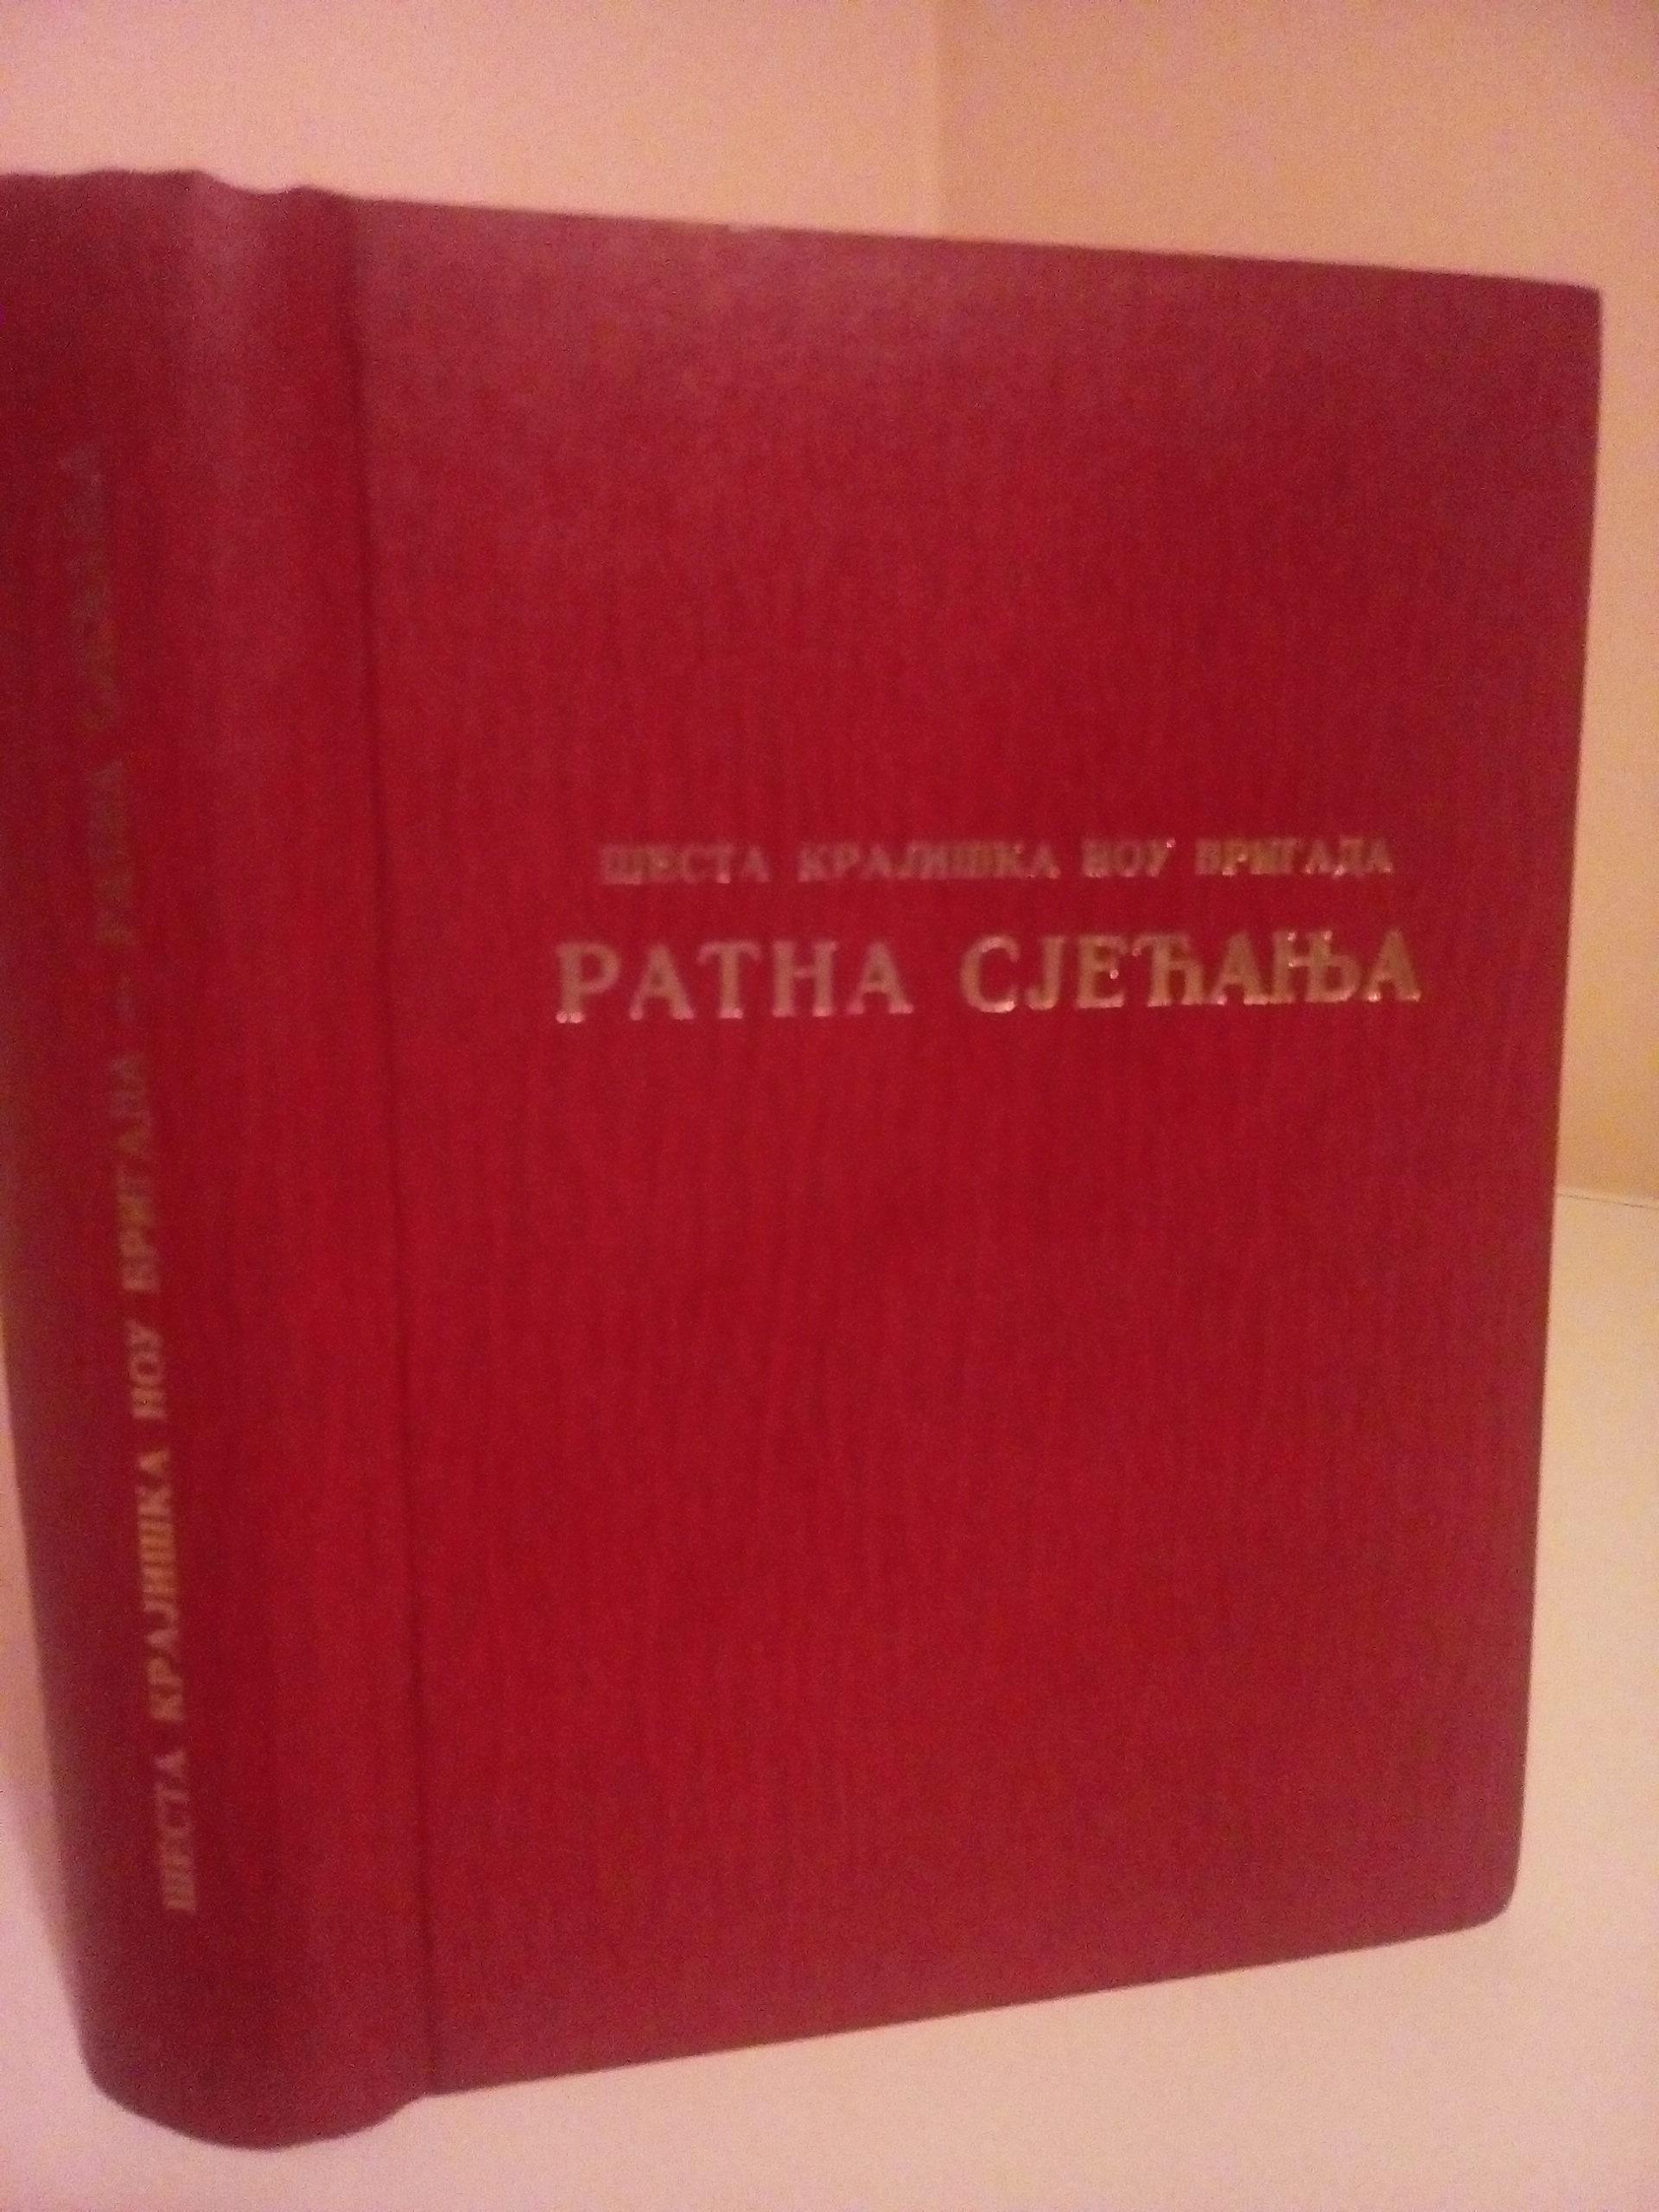 ШЕСТА КРАЈИШКА НОУ БРИГАДА
РАТНА СЈЕЋАЊА
ШЕСТА КРАЈИШКА НОУ БРИГАДА — РАТНА СЈЕЋАЊА